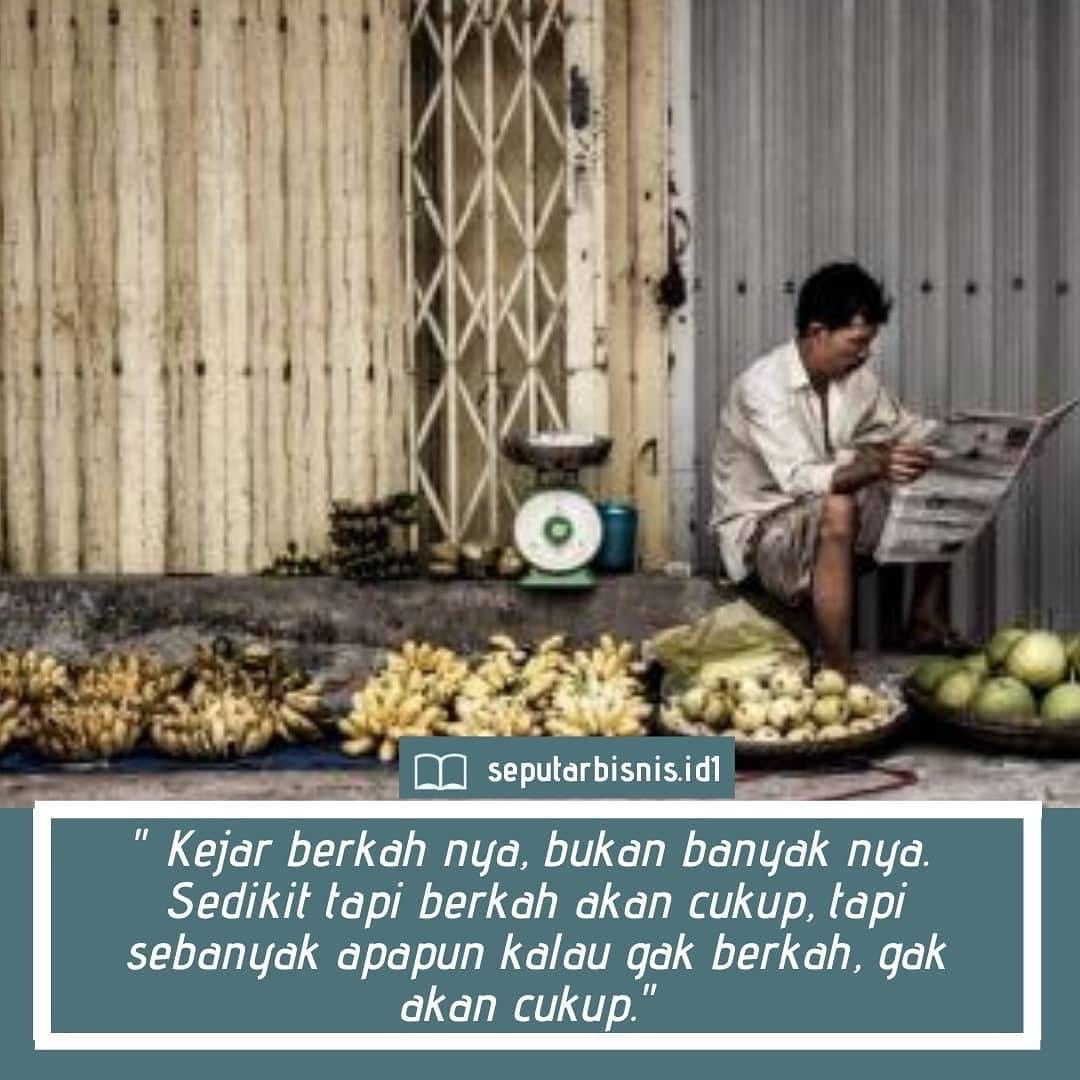 seputarbisnis.id1
" Kejar berkah nya, bukan banyak nya.
Sedikit tapi berkah akan cukup, tapi
sebanyak apapun kalau gak berkah, gak
akan cukup."